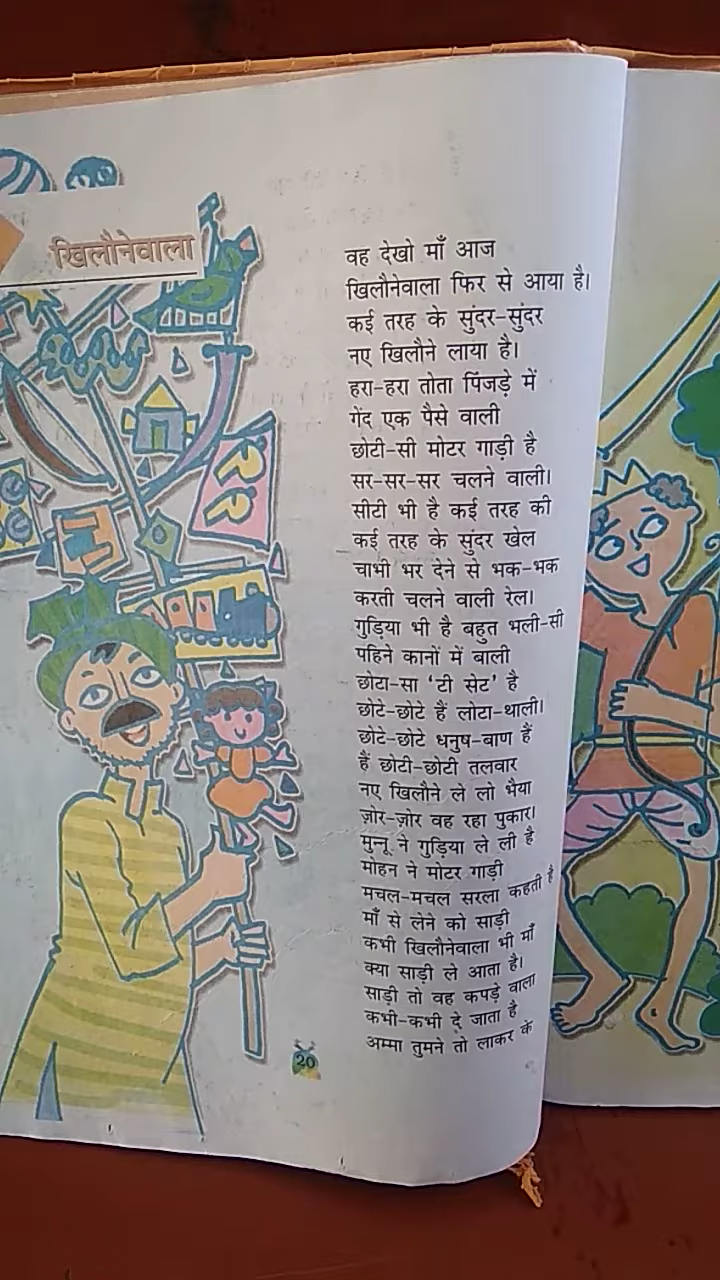 खिलौनेवाला
वह देखो माँ आज
खिलौनेवाला फिर से आया है।
कई तरह के सुंदर-सुंदर
नए खिलौने लाया है।
हरा-हरा तोता पिंजड़े में
गेंद एक पैसे वाली
छोटी-सी मोटर गाड़ी है
सर-सर-सर चलने वाली।
सीटी भी है कई तरह की
कई तरह के सुंदर खेल
चाभी भर देने से भक-भक
करती चलने वाली रेल।
गुड़िया भी है बहुत भली-सी
पहिने कानों में बाली
छोटा-सा ‘टी सेट’ है
छोटे-छोटे हैं लोटा-थाली।
छोटे-छोटे धनुष-बाण हैं
हैं छोटी-छोटी तलवार
नए खिलौने ले लो भैया
ज़ोर-ज़ोर वह रहा पुकार।
मुन्नू ने गुड़िया ले ली है
मोहन ने मोटर गाड़ी
मचल-मचल सरला कहती है
माँ से लेने को साड़ी
कभी खिलौनेवाला भी माँ
क्या साड़ी ले आता है।
साड़ी तो वह कपड़े वाला
कभी-कभी दे जाता है
अम्मा तुमने तो लाकर के
20